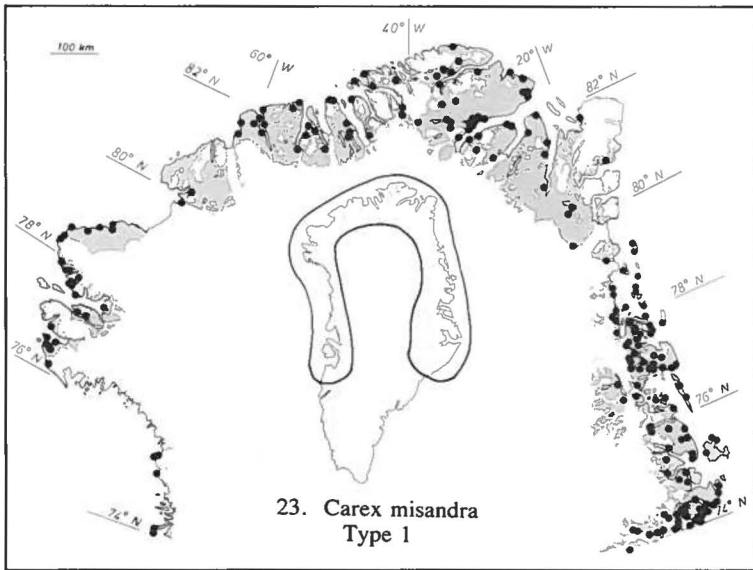 100 km
40° W
60° W
20° W
82° N
82° N
80° N
80° N
78° N
78° N
76° N
76° N
74° N
74° N
23. Carex misandra
Type 1